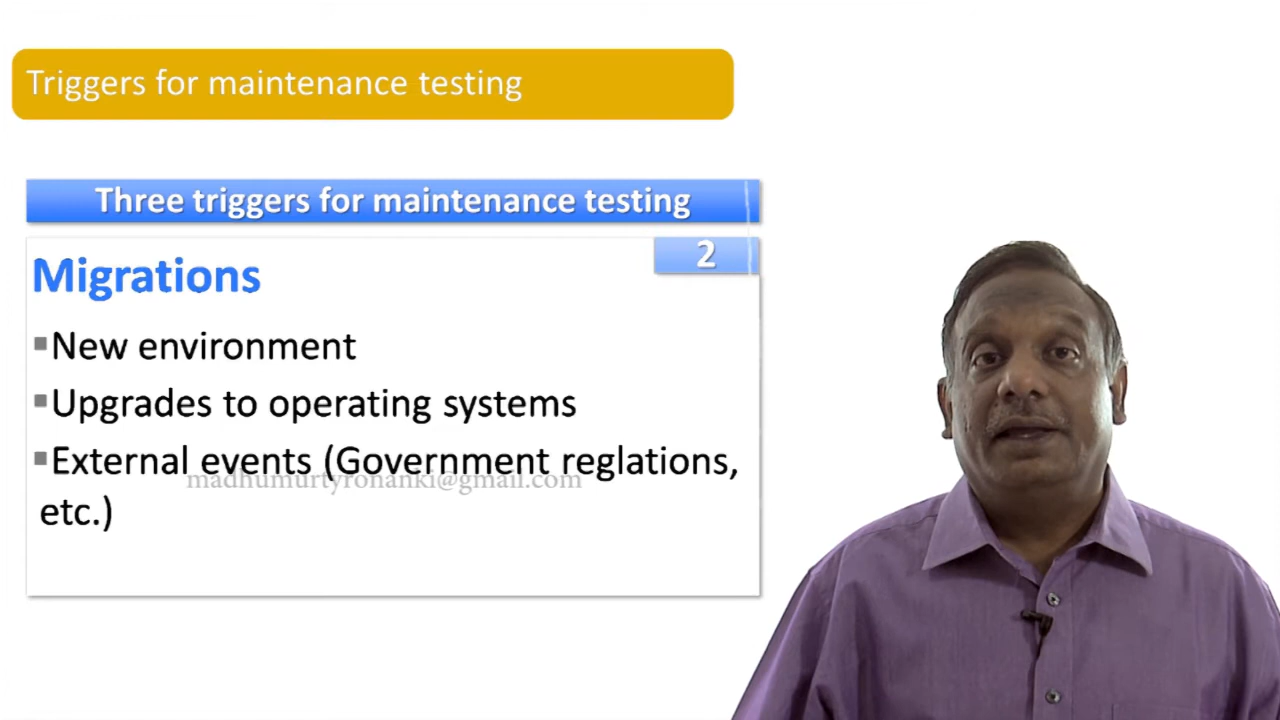 Triggers for maintenance testing
Three triggers for maintenance testing
2
Migrations
New environment
Upgrades to operating systems
External events (Government reglations,
etc.)
madhumurtyronanki@gmail.com